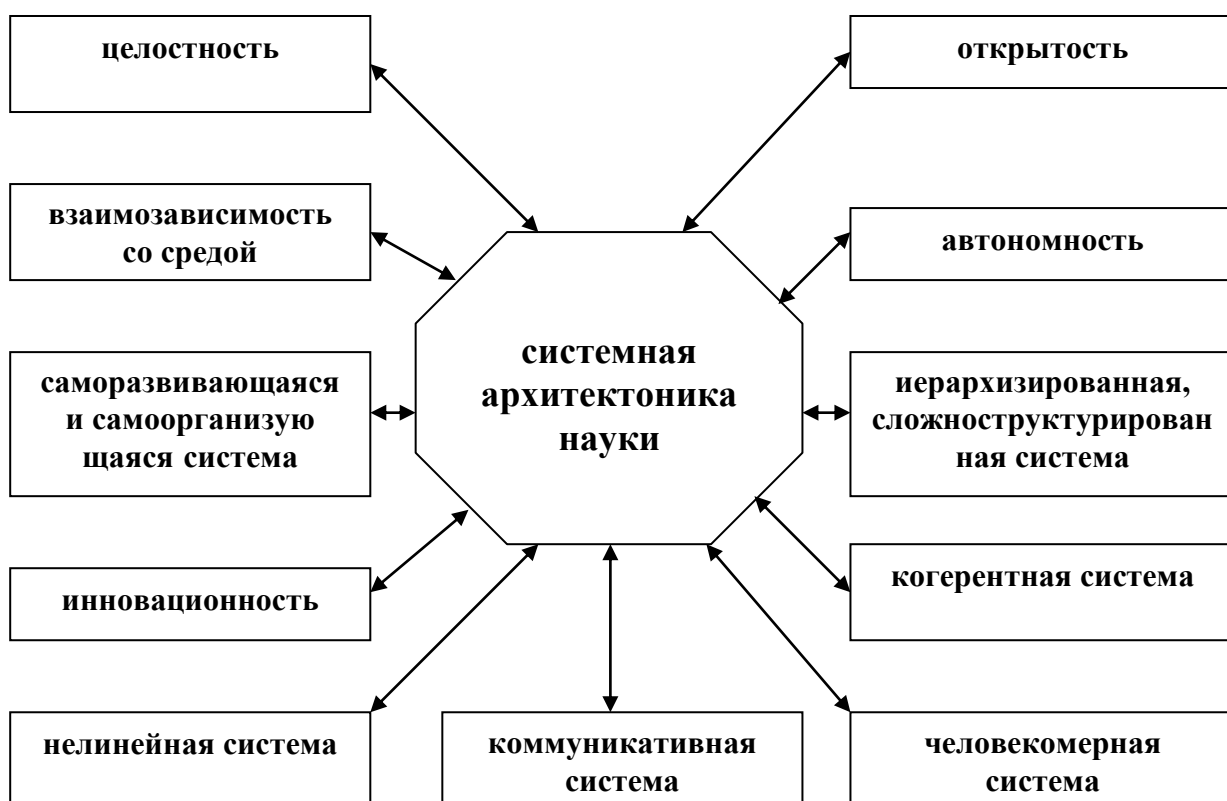 целостность
открытость
взаимозависимость
со средой
автономность
системная
архитектоника
науки
саморазвивающаяся
и самоорганизую
щаяся система
иерархизированная,
сложноструктурирован
ная система
инновационность
когерентная система
нелинейная система
коммуникативная
система
человекомерная
система